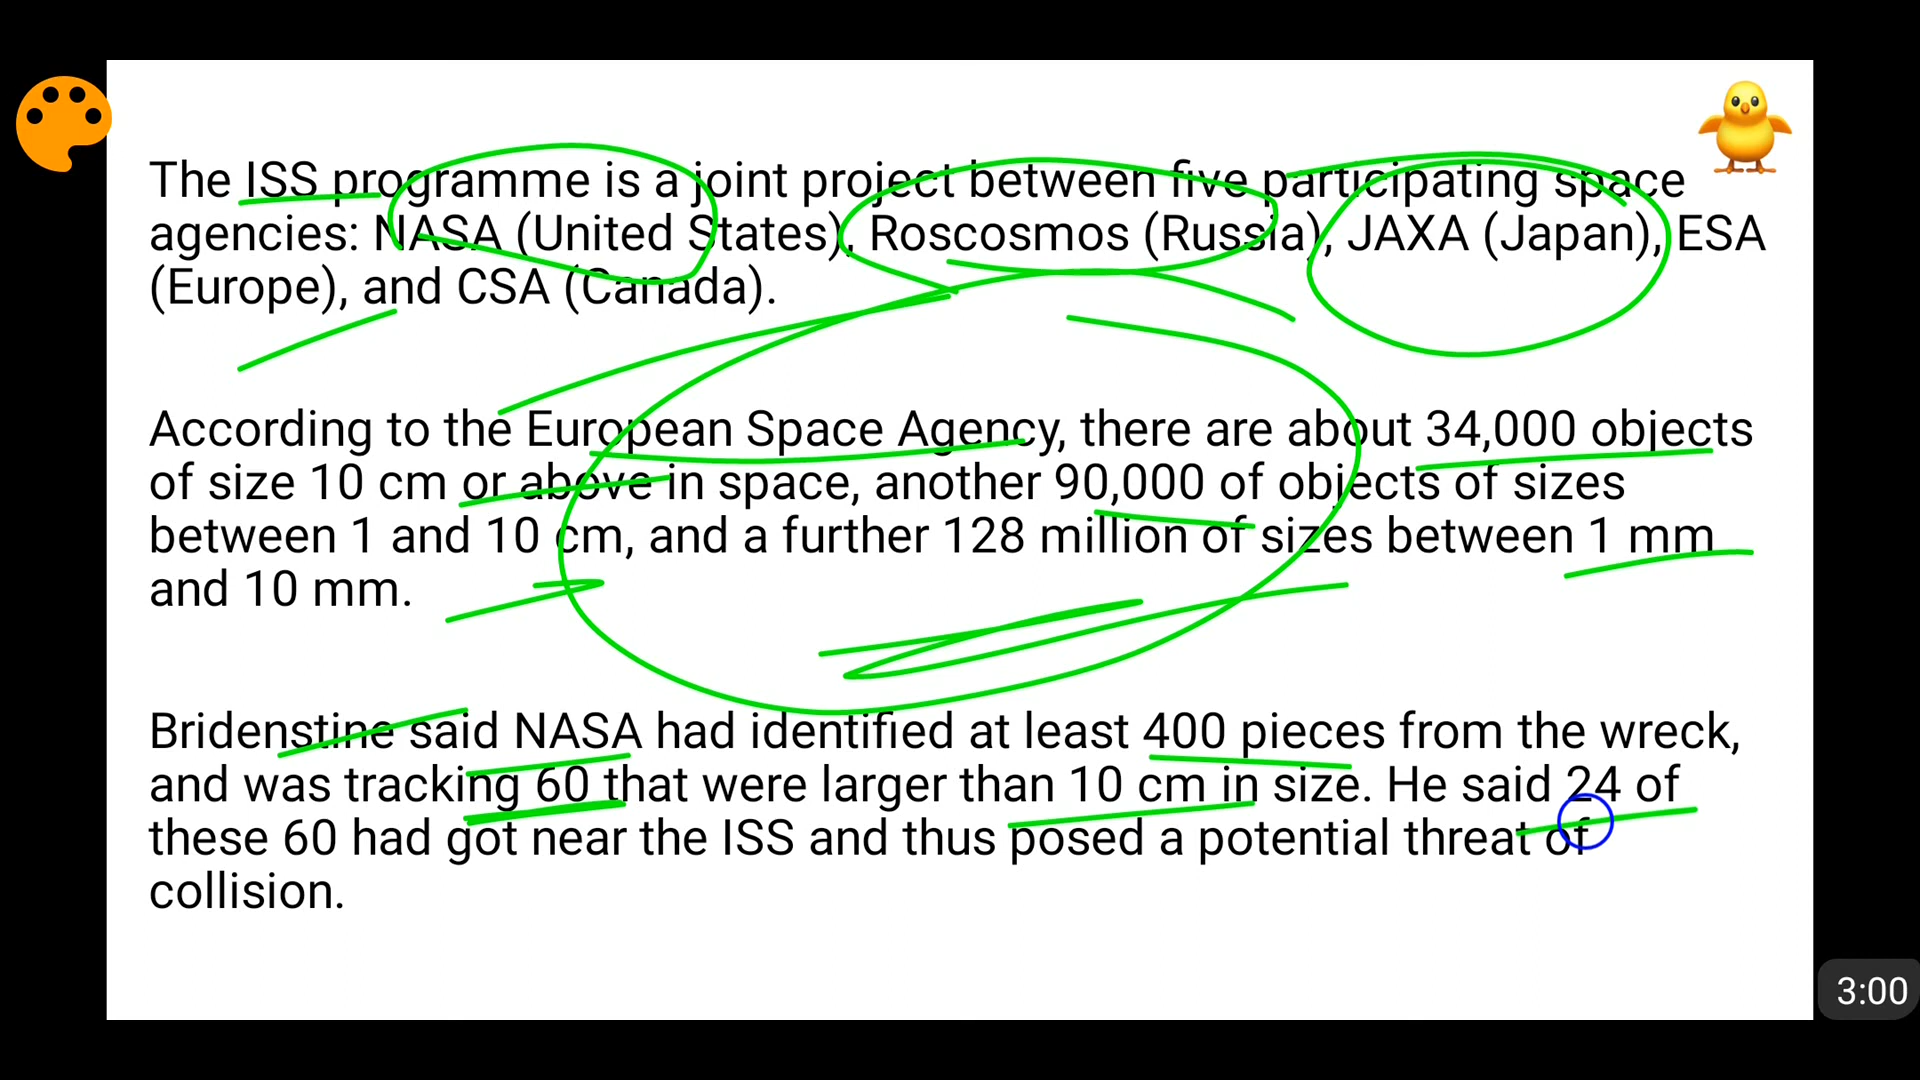 The ISS programme is a joint project between five participating space
agencies: NASA (United States), Roscosmos (Russia), JAXA (Japan), ESA
(Europe), and CSA (Canada).
According to the European Space Agency, there are about 34,000 objects
of size 10 cm or above in space, another 90,000 of objects of sizes
between 1 and 10 cm, and a further 128 million of sizes between 1 mm
and 10 mm.
Bridenstine said NASA had identified at least 400 pieces from the wreck,
and was tracking 60 that were larger than 10 cm in size. He said 24 of
these 60 had got near the ISS and thus posed a potential threat of
collision.
3:00